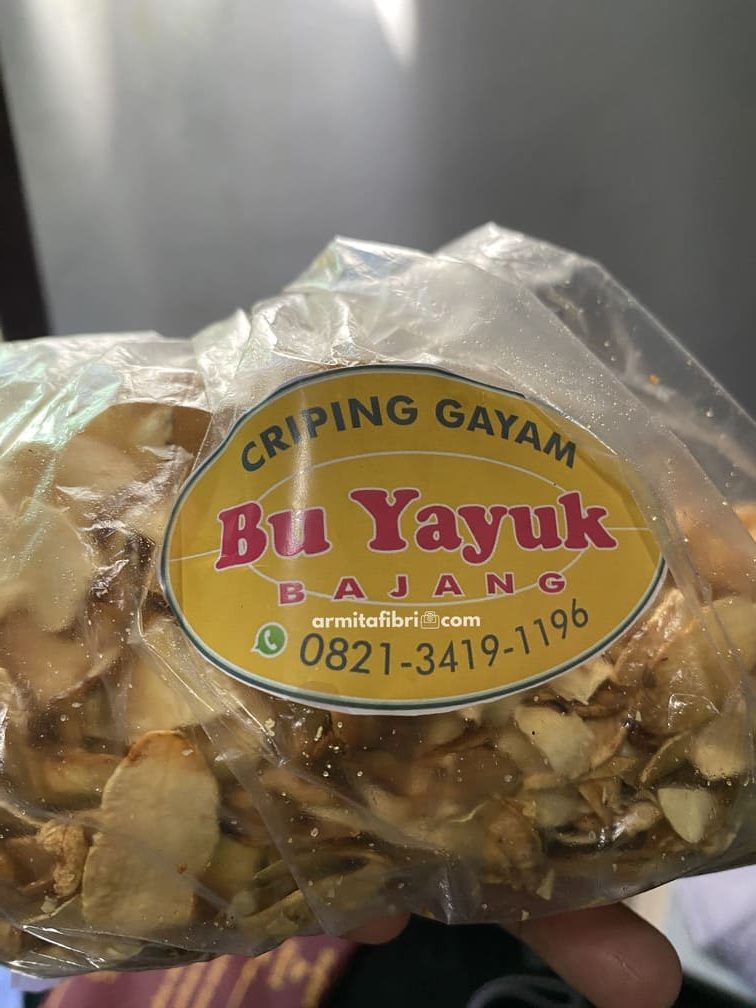 CRIPING GAYAM
Bu Yayuk
BAJANG
armitafibri.com
0821-3419-1196